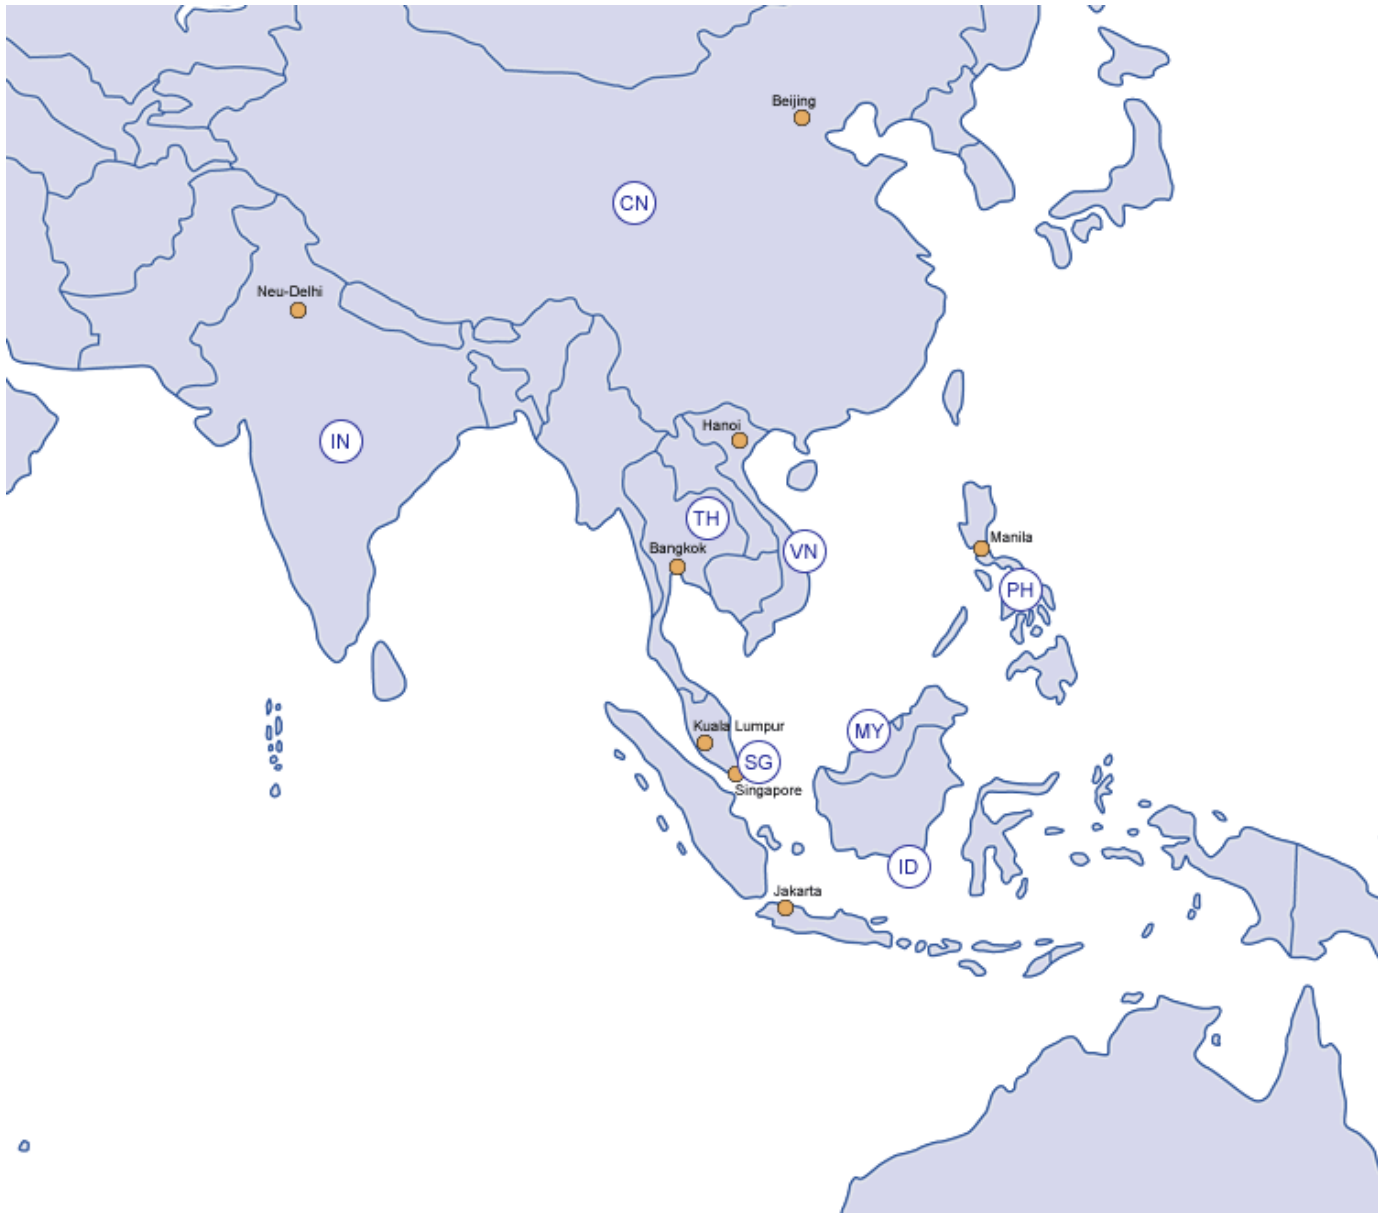 Beijing
CN
Neu-Delhi
Hanoi
IN
TH
Manila
Bangkok
VN
PH
Kuala Lumpur
MY
SG
Singapore
ID
Jakarta